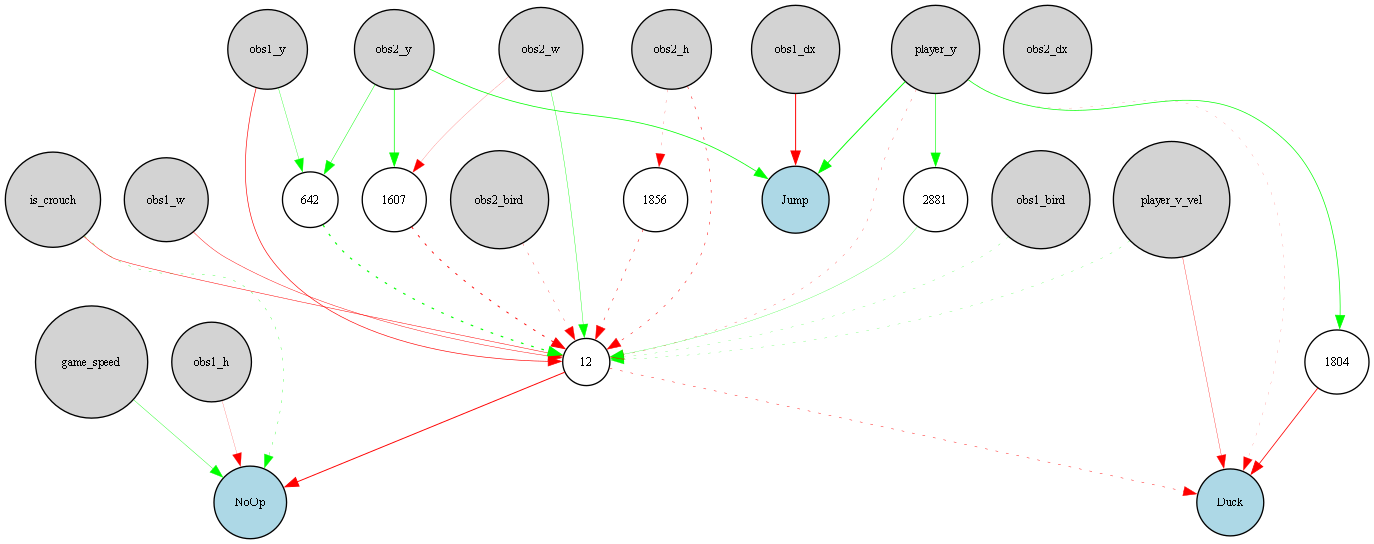 obs1_y
obs2_y
obs2_w
obs2_h
obs1_dx
player_y
obs2_dx
is_crouch
obs1_w
642
1607
obs2_bird
1856
Jump
2881
obs1_bird
player_v_vel
game_speed
obs1_h
12
1804
NoOp
Duck